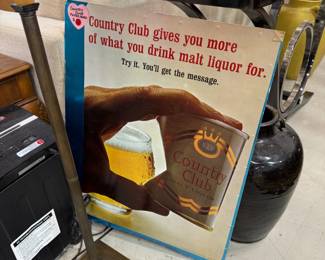 Country Club gives you more
of what you drink malt liquor for.
Try it. You'll get the message.
Country
Club